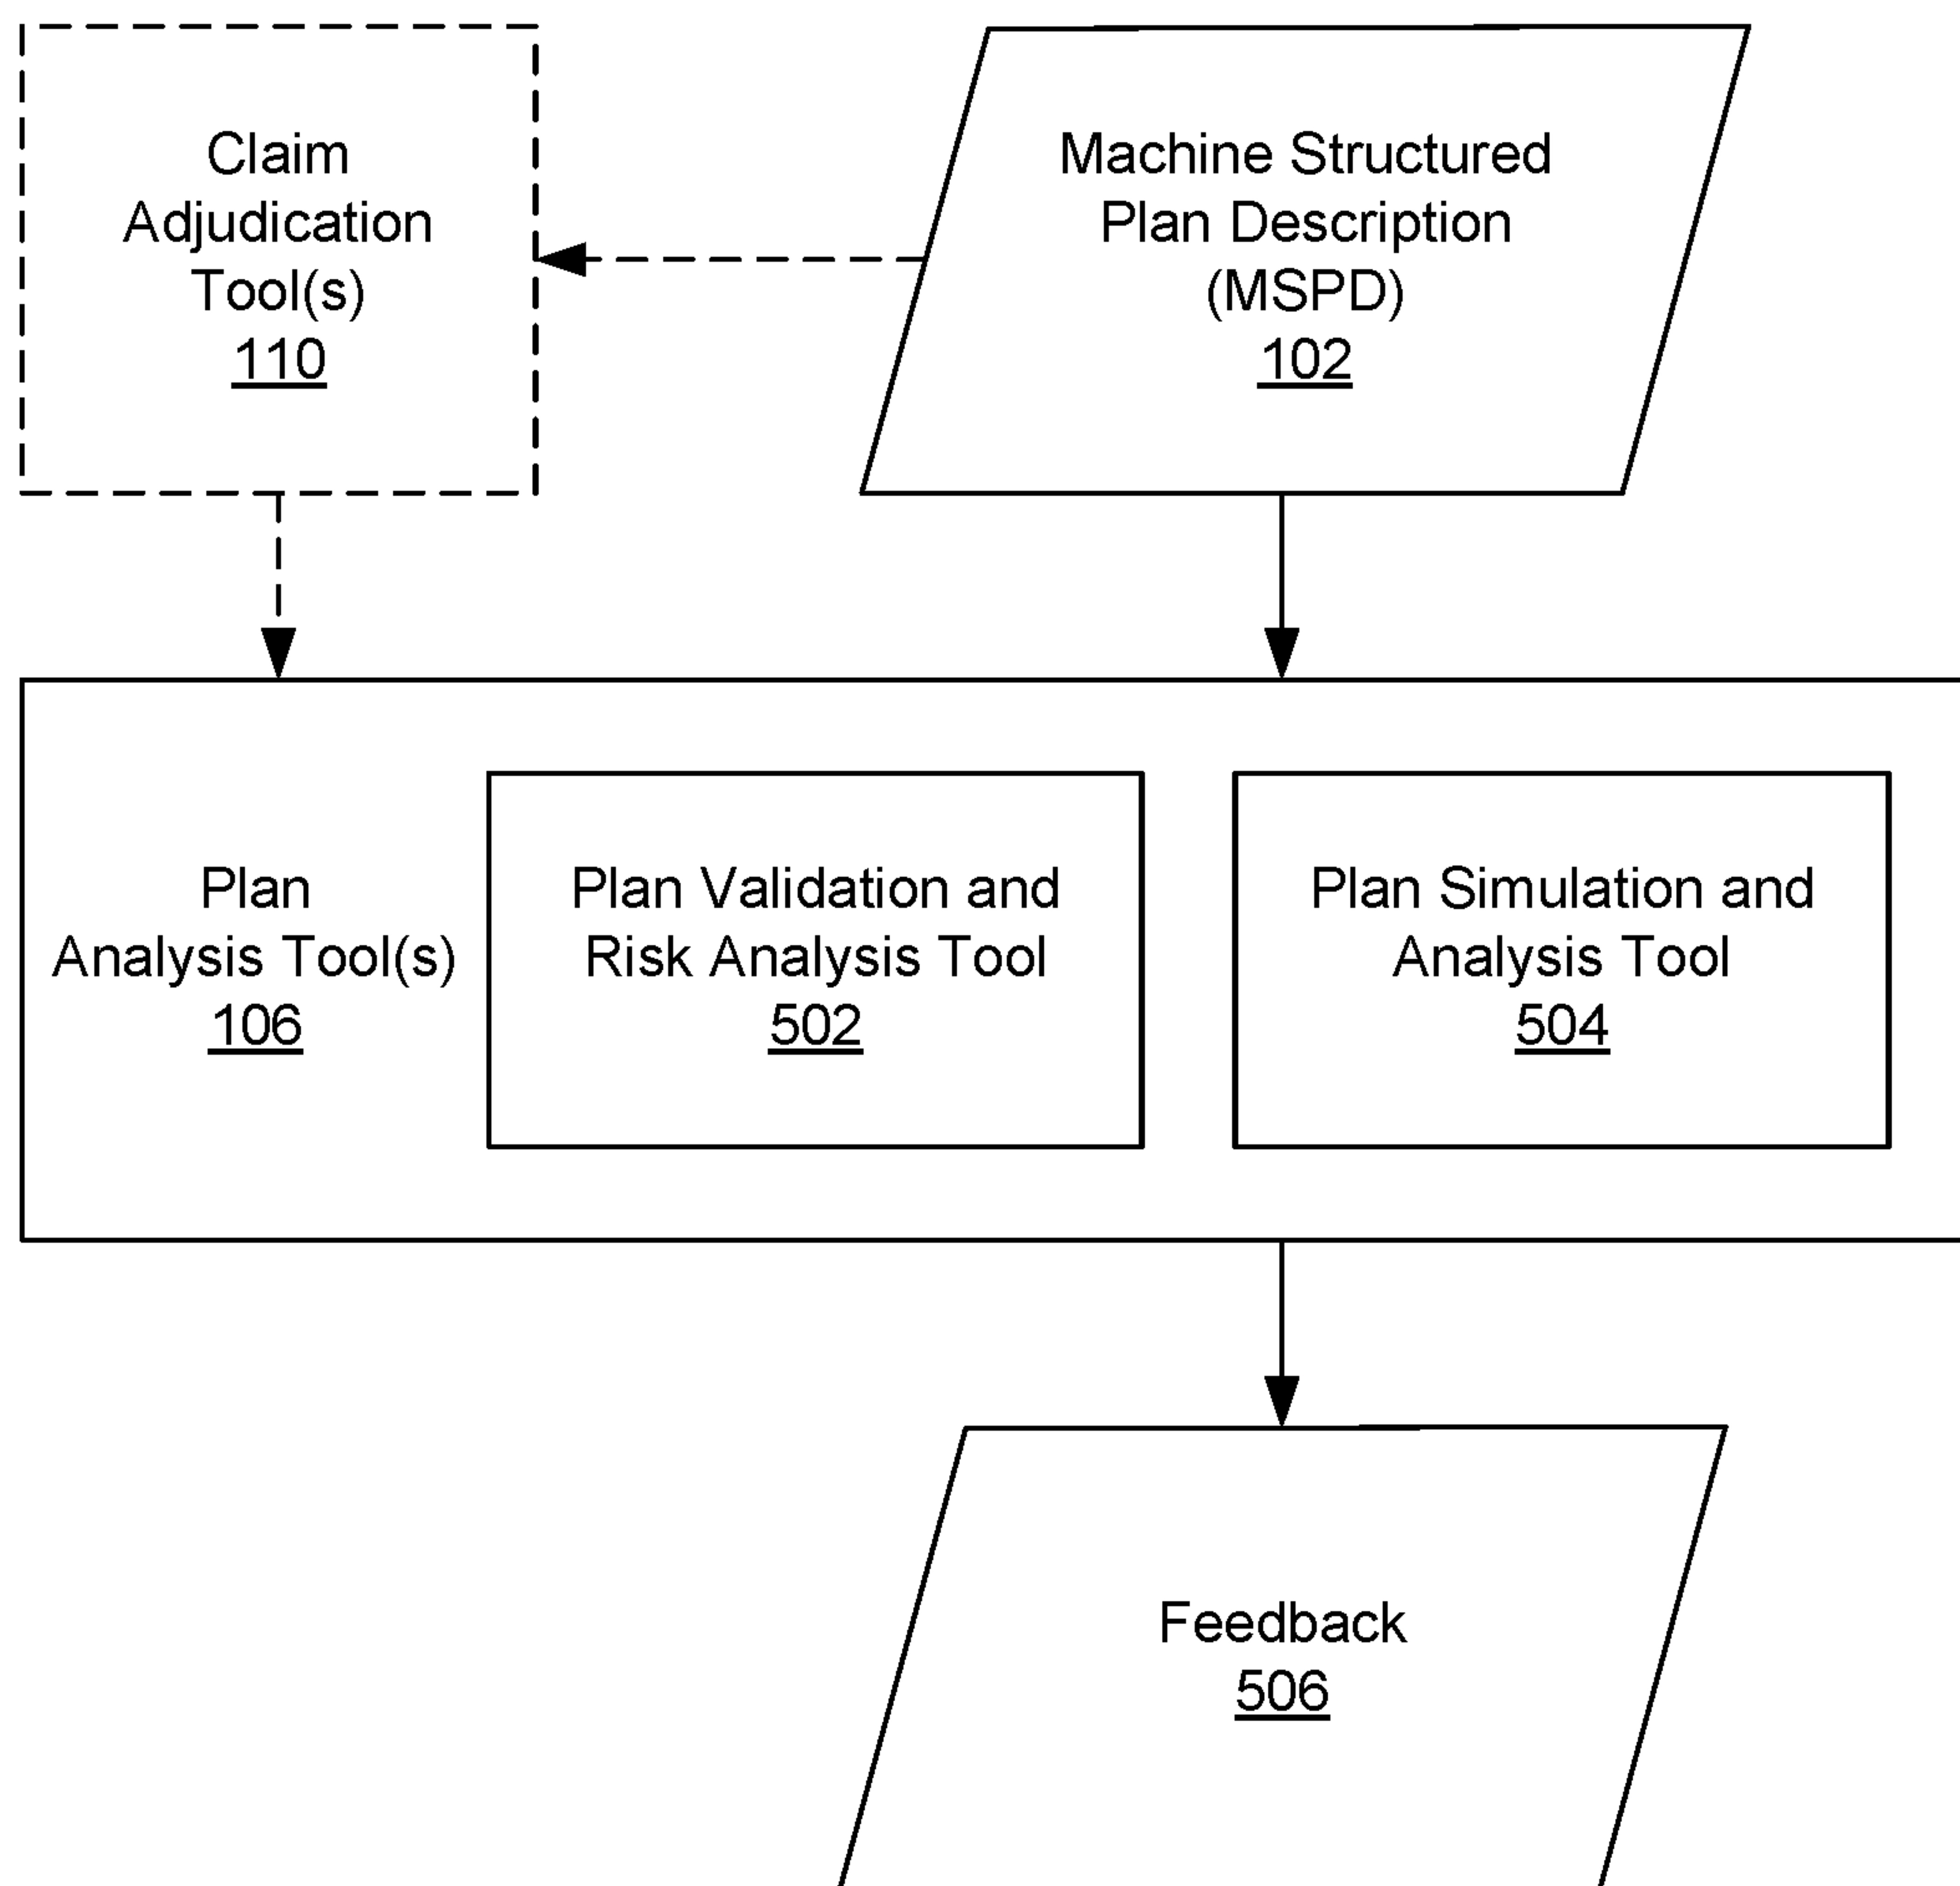 Claim
Adjudication
Tool(s)
110
Machine Structured
Plan Description
(MSPD)
102
Plan
Analysis Tool(s)
106
Plan Validation and
Risk Analysis Tool
502
Plan Simulation and
Analysis Tool
504
Feedback
506